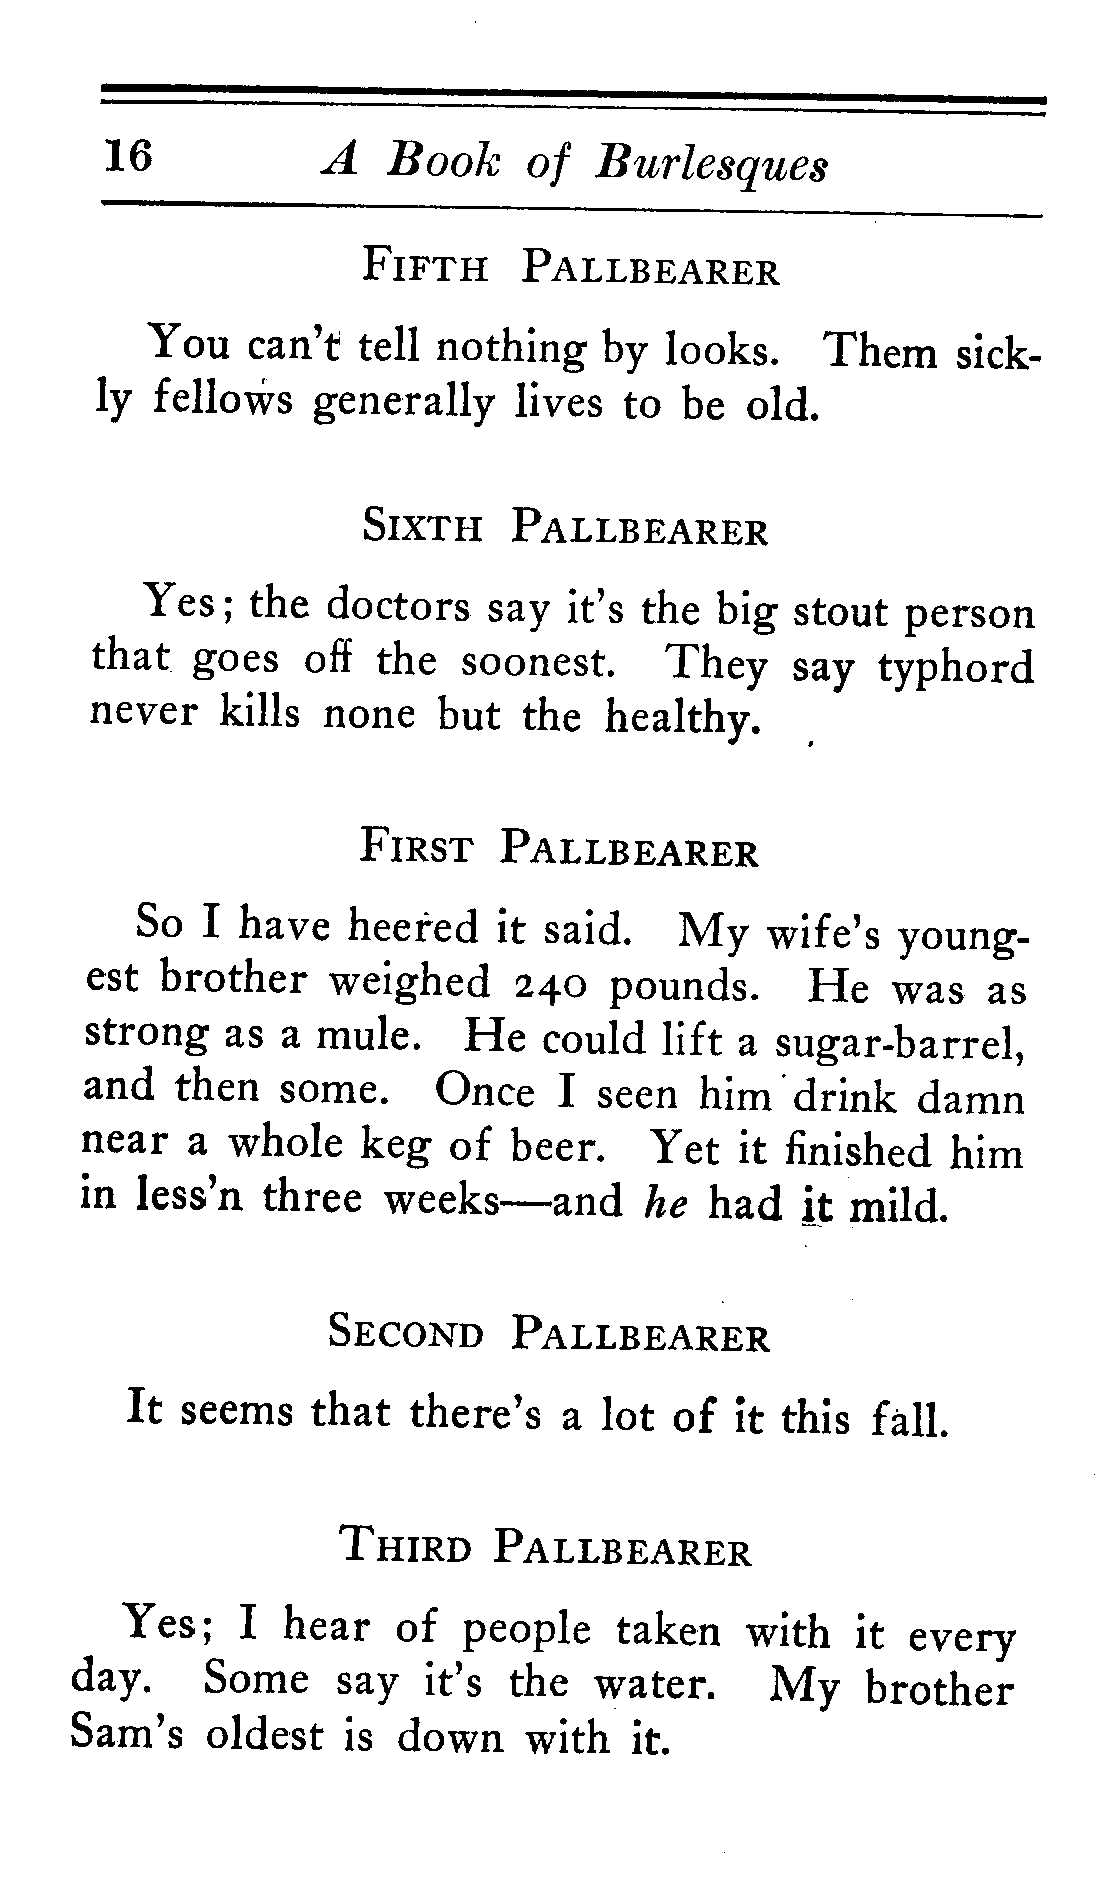 16 A Book of Burlesques
FIFTH PALLBEARER
You can't tell nothing by looks. Them sick-
ly fellows generally lives to be old.
SIXTH PALLBEARER
Yes; the doctors say it's the big stout person
that goes off the soonest. They say typhord
never kills none but the healthy.
FIRST PALLBEARER
So I have heered it said. My wife's young-
est brother weighed 240 pounds. He was as
strong as a mule. He could lift a sugar-barrel,
and then some. Once I seen him drink damn
near a whole keg of beer. Yet it finished him
in less'n three weeks—and he had it mild.
SECOND PALLBEARER
It seems that there's a lot of it this fall.
THIRD PALLBEARER
Yes; I hear of people taken with it every
day. Some say it's the water. My brother
Sam's oldest is down with it.